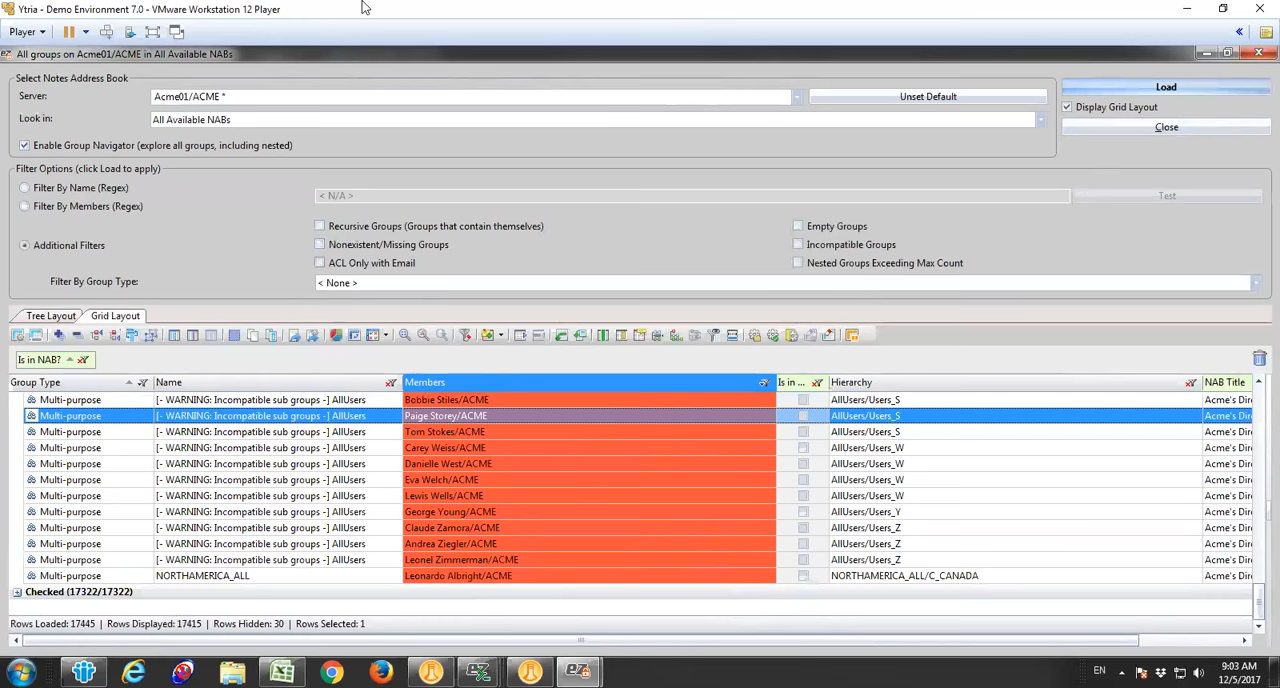 Ytria - Demo Environment 7.0 - VMware Workstation 12 Player
Player
All groups on Acme01/ACME in All Available NABs
Select Notes Address Book
Server: Acme01/ACME * Unset Default Load
Display Grid Layout
Look in: All Available NABs Close
Enable Group Navigator (explore all groups, including nested)
Filter Options (click Load to apply)
Filter By Name (Regex) < N/A > Test
Filter By Members (Regex)
Recursive Groups (Groups that contain themselves) Empty Groups
Additional Filters Nonexistent/Missing Groups Incompatible Groups
ACL Only with Email Nested Groups Exceeding Max Count
Filter By Group Type: < None >
Tree Layout Grid Layout
Is in NAB?
Group Type Name Members Is in ... Hierarchy NAB Title
Multi-purpose [- WARNING: Incompatible sub groups -] AllUsers Bobbie Stiles/ACME AllUsers/Users_S Acme's Dire
Multi-purpose [- WARNING: Incompatible sub groups -] AllUsers Paige Storey/ACME AllUsers/Users_S Acme's Dire
Multi-purpose [- WARNING: Incompatible sub groups -] AllUsers Tom Stokes/ACME AllUsers/Users_S Acme's Dire
Multi-purpose [- WARNING: Incompatible sub groups -] AllUsers Carey Weiss/ACME AllUsers/Users_W Acme's Dire
Multi-purpose [- WARNING: Incompatible sub groups -] AllUsers Danielle West/ACME AllUsers/Users_W Acme's Dire
Multi-purpose [- WARNING: Incompatible sub groups -] AllUsers Eva Welch/ACME AllUsers/Users_W Acme's Dire
Multi-purpose [- WARNING: Incompatible sub groups -] AllUsers Lewis Wells/ACME AllUsers/Users_W Acme's Dire
Multi-purpose [- WARNING: Incompatible sub groups -] AllUsers George Young/ACME AllUsers/Users_Y Acme's Dire
Multi-purpose [- WARNING: Incompatible sub groups -] AllUsers Claude Zamora/ACME AllUsers/Users_Z Acme's Dire
Multi-purpose [- WARNING: Incompatible sub groups -] AllUsers Andrea Ziegler/ACME AllUsers/Users_Z Acme's Dire
Multi-purpose [- WARNING: Incompatible sub groups -] AllUsers Leonel Zimmerman/ACME AllUsers/Users_Z Acme's Dire
Multi-purpose NORTHAMERICA_ALL Leonardo Albright/ACME NORTHAMERICA_ALL/C_CANADA Acme's Dire
Checked (17322/17322)
Rows Loaded: 17445 | Rows Displayed: 17415 | Rows Hidden: 30 | Rows Selected: 1
EN 9:03 AM
12/5/2017